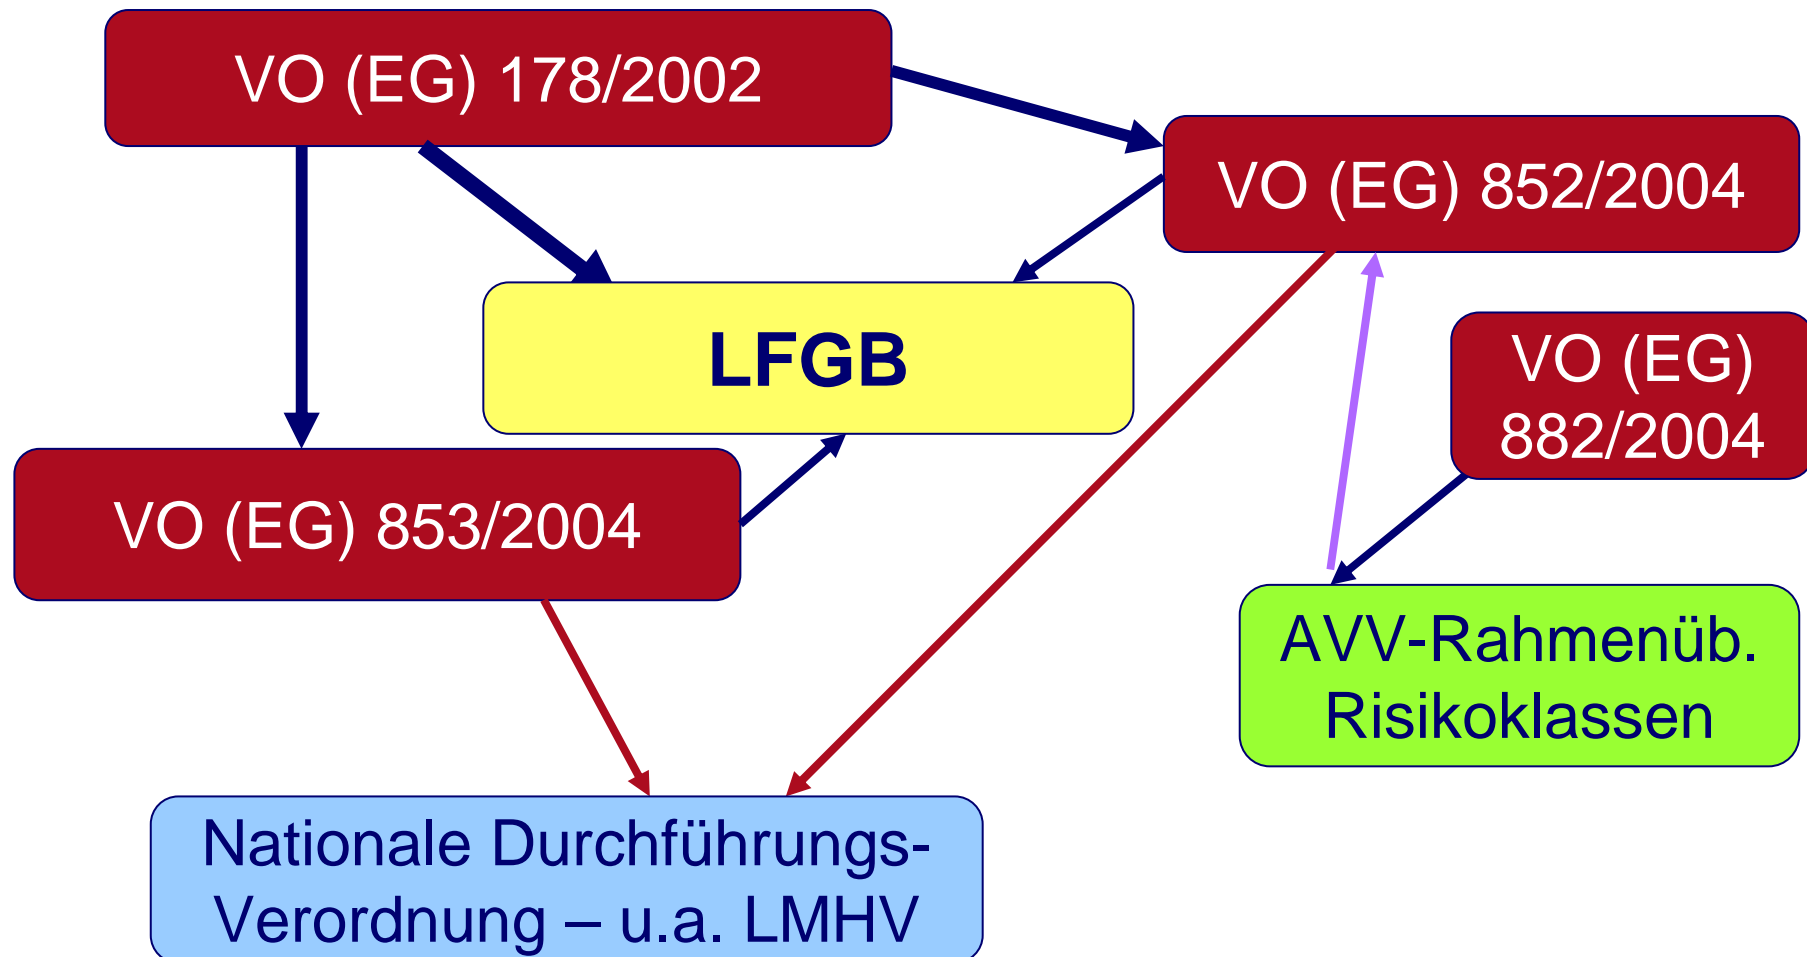 VO (EG) 178/2002
VO (EG) 852/2004
LFGB
VO (EG)
882/2004
VO (EG) 853/2004
AVV-Rahmenüb.
Risikoklassen
Nationale Durchführungs-
Verordnung – u.a. LMHV